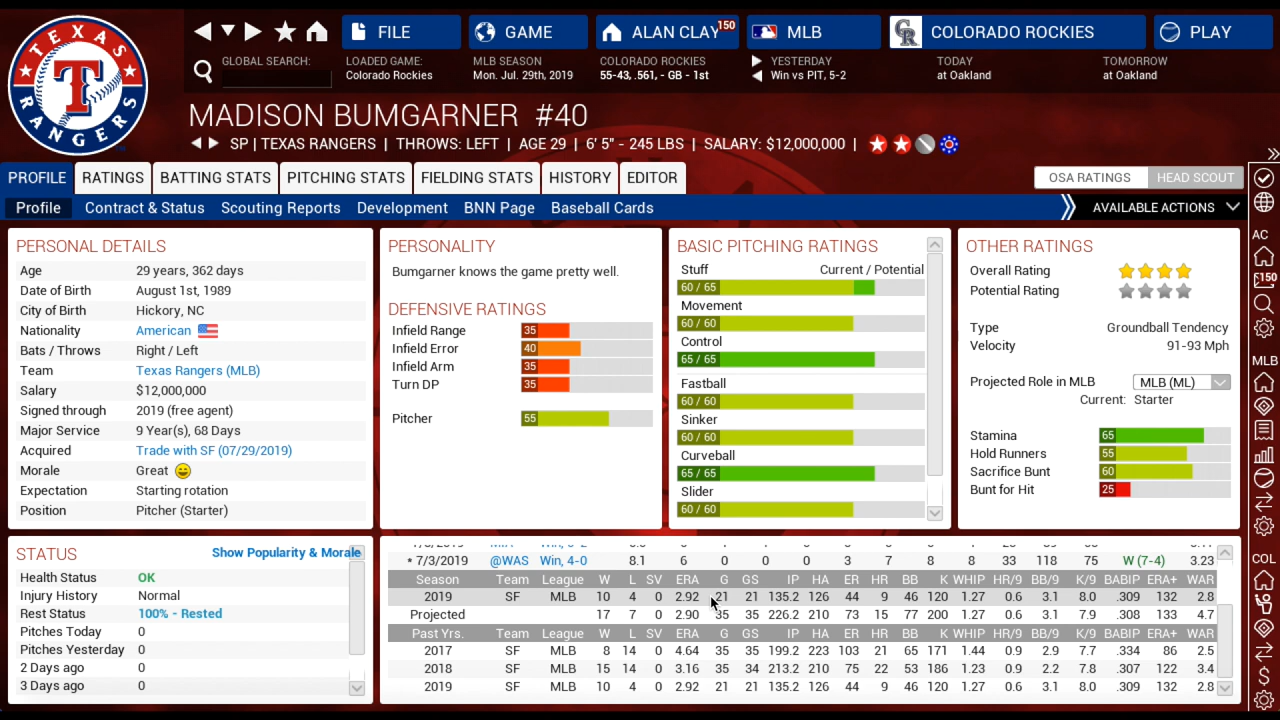 TEXAS RANGERS
FILE
GAME
ALAN CLAY 150
MLB
COLORADO ROCKIES
PLAY
GLOBAL SEARCH:
LOADED GAME:
Colorado Rockies
MLB SEASON
Mon. Jul. 29th, 2019
COLORADO ROCKIES
55-43, .561, - GB - 1st
YESTERDAY
Win vs PIT, 5-2
TODAY
at Oakland
TOMORROW
at Oakland
MADISON BUMGARNER #40
SP | TEXAS RANGERS | THROWS: LEFT | AGE 29 | 6' 5" - 245 LBS | SALARY: $12,000,000 |
PROFILE RATINGS BATTING STATS PITCHING STATS FIELDING STATS HISTORY EDITOR
OSA RATINGS HEAD SCOUT
Profile Contract & Status Scouting Reports Development BNN Page Baseball Cards
AVAILABLE ACTIONS
PERSONAL DETAILS
Age 29 years, 362 days
Date of Birth August 1st, 1989
City of Birth Hickory, NC
Nationality American
Bats / Throws Right / Left
Team Texas Rangers (MLB)
Salary $12,000,000
Signed through 2019 (free agent)
Major Service 9 Year(s), 68 Days
Acquired Trade with SF (07/29/2019)
Morale Great
Expectation Starting rotation
Position Pitcher (Starter)
PERSONALITY
Bumgarner knows the game pretty well.
DEFENSIVE RATINGS
Infield Range 35
Infield Error 40
Infield Arm 35
Turn DP 35
Pitcher 55
BASIC PITCHING RATINGS
Stuff Current / Potential
60 / 65
Movement
60 / 60
Control
65 / 65
Fastball
60 / 60
Sinker
60 / 60
Curveball
65 / 65
Slider
60 / 60
OTHER RATINGS
Overall Rating
Potential Rating
Type Groundball Tendency
Velocity 91-93 Mph
Projected Role in MLB MLB (ML)
Current: Starter
Stamina 65
Hold Runners 55
Sacrifice Bunt 60
Bunt for Hit 25
AC
150
MLB
COL
STATUS
Show Popularity & Morale
Health Status OK
Injury History Normal
Rest Status 100% - Rested
Pitches Today 0
Pitches Yesterday 0
2 Days ago 0
3 Days ago 0
* 7/3/2019 @WAS Win, 4-0 8.1 6 0 0 0 3 7 8 8 33 118 75 W (7-4) 3.23
Season Team League W L SV ERA G GS IP HA ER HR BB K WHIP HR/9 BB/9 K/9 BABIP ERA+ WAR
2019 SF MLB 10 4 0 2.92 21 21 135.2 126 44 9 46 120 1.27 0.6 3.1 8.0 .309 132 2.8
Projected 17 7 0 2.90 35 35 226.2 210 73 15 77 200 1.27 0.6 3.1 7.9 .308 133 4.7
Past Yrs. Team League W L SV ERA G GS IP HA ER HR BB K WHIP HR/9 BB/9 K/9 BABIP ERA+ WAR
2017 SF MLB 8 14 0 4.64 35 35 199.2 223 103 21 65 171 1.44 0.9 2.9 7.7 .334 86 2.5
2018 SF MLB 15 14 0 3.16 35 34 213.2 210 75 22 53 186 1.23 0.9 2.2 7.8 .307 122 3.4
2019 SF MLB 10 4 0 2.92 21 21 135.2 126 44 9 46 120 1.27 0.6 3.1 8.0 .309 132 2.8